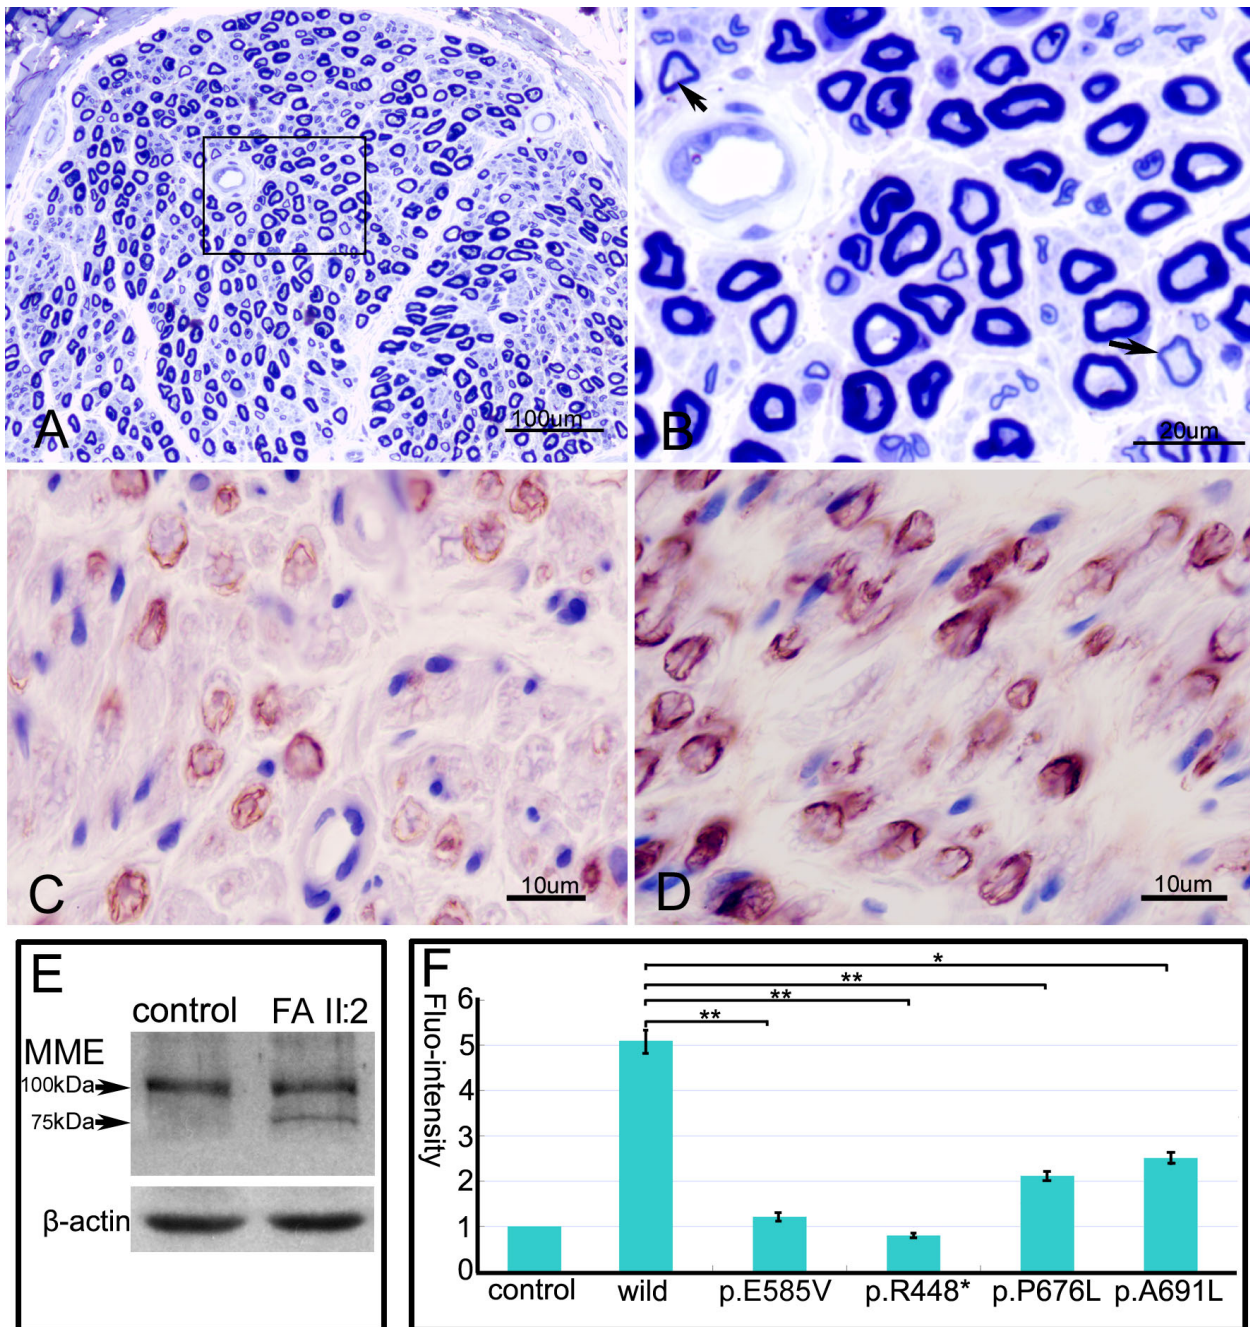 A
100um
B
20um
C
10um
D
10um
E
control FA II:2
MME
100kDa
75kDa
β-actin
F
Fluo-intensity
*
**
**
**
6
5
4
3
2
1
0
control wild p.E585V p.R448* p.P676L p.A691L